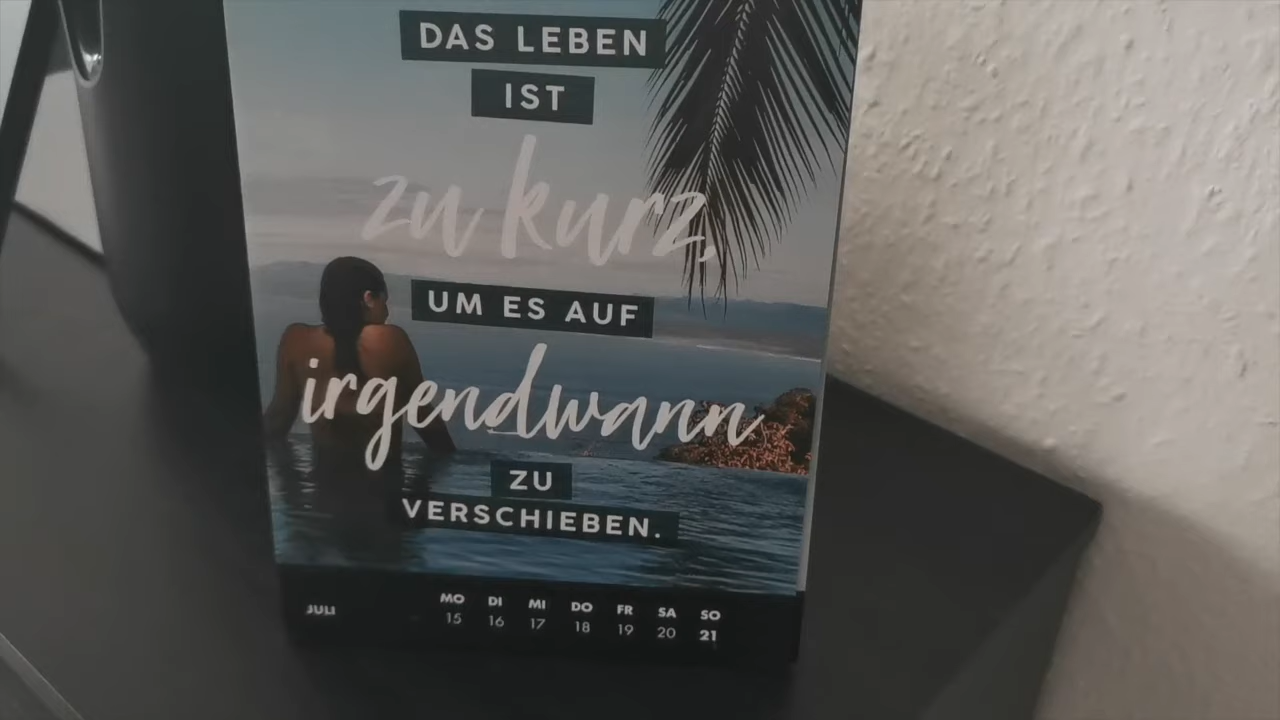 DAS LEBEN
IST
zu kurz,
UM ES AUF
irgendwann
ZU
VERSCHIEBEN.
JULI MO DI MI DO FR SA SO
15 16 17 18 19 20 21